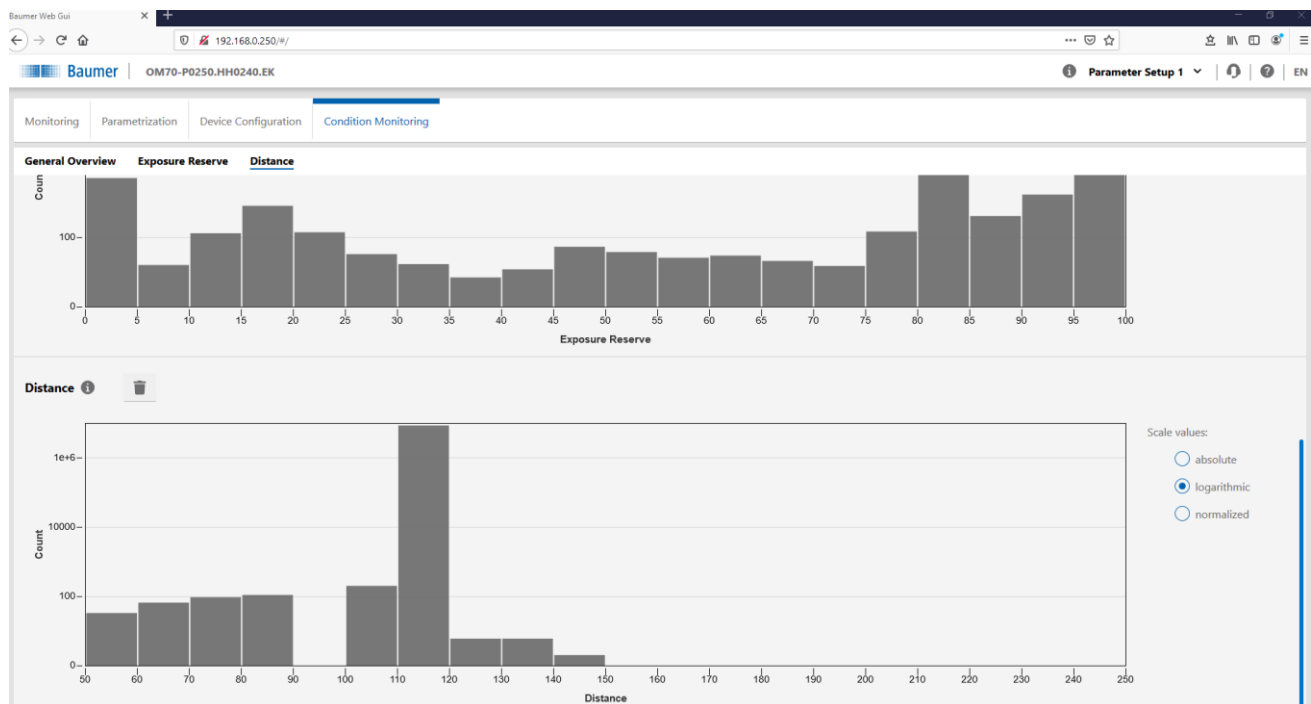 Baumer Web Gui
192.168.0.250/#/
Baumer OM70-P0250.HH0240.EK
Parameter Setup 1
EN
Monitoring Parametrization Device Configuration Condition Monitoring
General Overview Exposure Reserve Distance
100
0
0 5 10 15 20 25 30 35 40 45 50 55 60 65 70 75 80 85 90 95 100
Exposure Reserve
Distance
Scale values:
absolute
logarithmic
normalized
Count
1e+6
10000
100
0
50 60 70 80 90 100 110 120 130 140 150 160 170 180 190 200 210 220 230 240 250
Distance